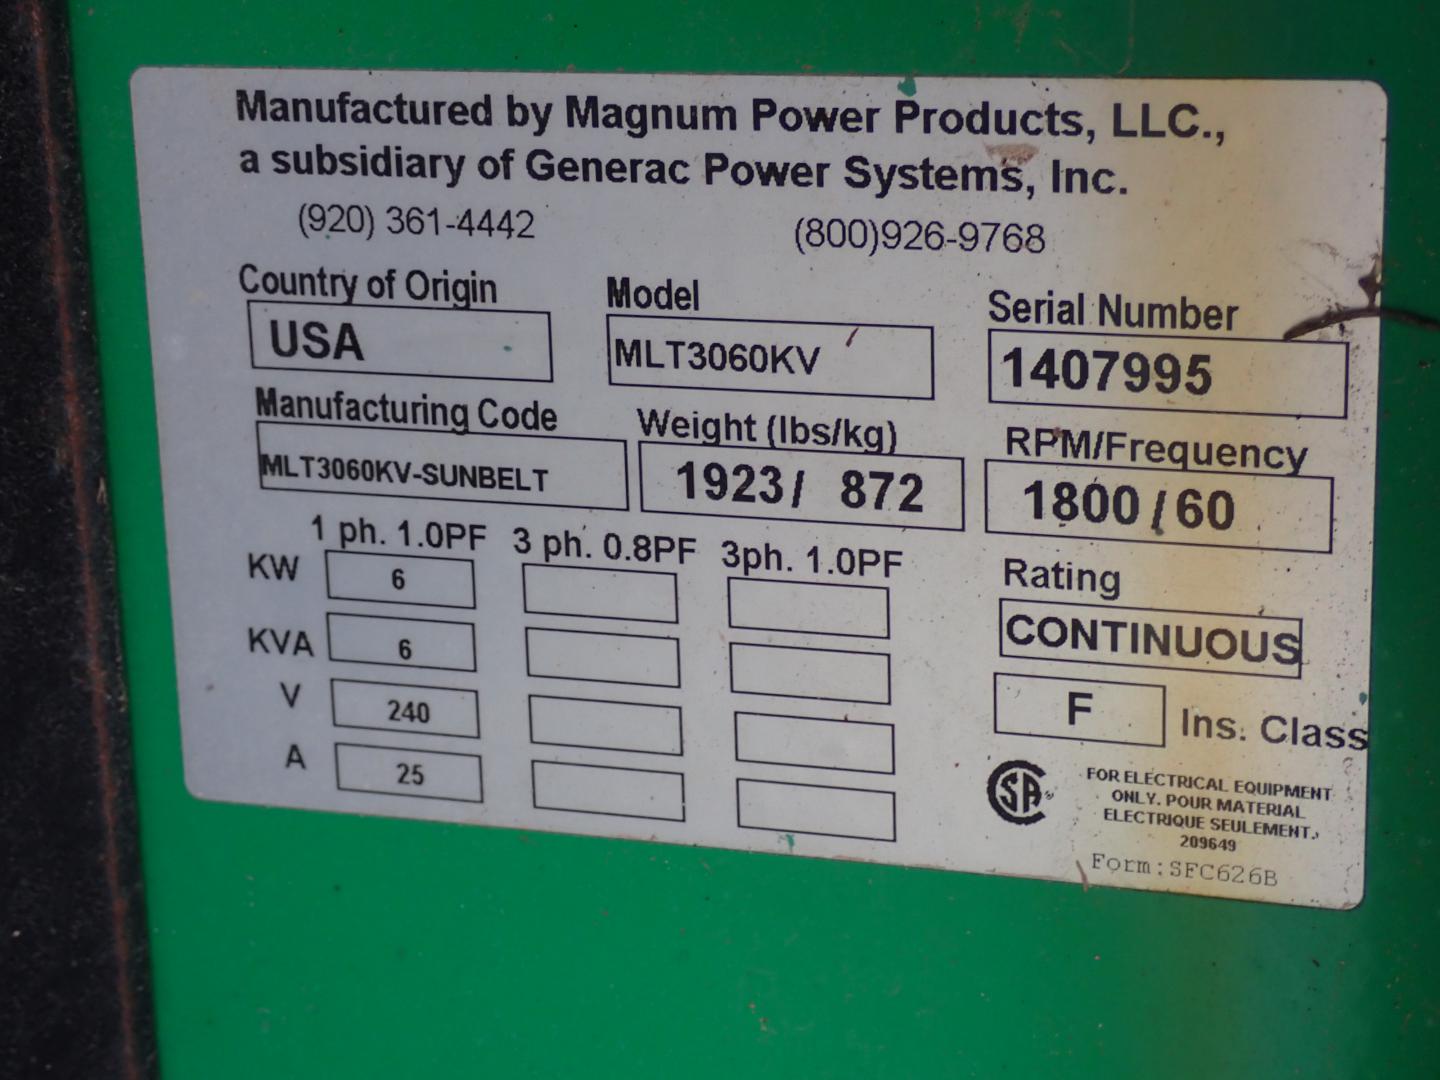 Manufactured by Magnum Power Products, LLC.,
a subsidiary of Generac Power Systems, Inc.
(920) 361-4442 (800)926-9768
Country of Origin Model Serial Number
USA MLT3060KV 1407995
Manufacturing Code Weight (lbs/kg) RPM/Frequency
MLT3060KV-SUNBELT 1923/ 872 1800/60
1 ph. 1.0PF 3 ph. 0.8PF 3ph. 1.0PF
KW 6
Rating
KVA 6
CONTINUOUS
V 240
F Ins. Class
A 25
SA
FOR ELECTRICAL EQUIPMENT
ONLY. POUR MATERIAL
ELECTRIQUE SEULEMENT.
209649
Form:SFC626B